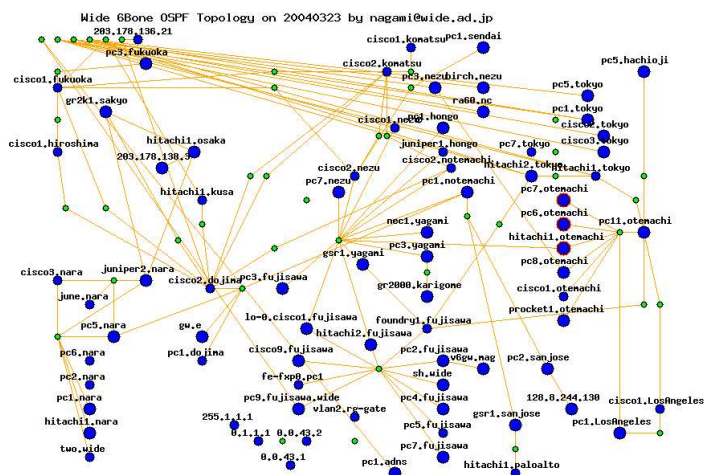 Wide 6Bone OSPF Topology on 20040323 by nagami@wide.ad.jp
203.178.136.21
cisco1.komatsu
pc1.sendai
pc3.fukuoka
cisco2.komatsu
pc5.hachioji
cisco1.fukuoka
pc3.nezu
birch.nezu
pc5.tokyo
gr2k1.sakyo
ra60.nc
pc1.tokyo
cisco1.nezu
pc1.hongo
cisco2.tokyo
cisco1.hiroshima
hitachi1.osaka
juniper1.hongo
pc7.tokyo
cisco3.tokyo
203.178.138.9
cisco2.nezu
cisco2.notemachi
hitachi2.tokyo
hitachi1.tokyo
hitachi1.kusa
pc7.nezu
pc1.notemachi
pc7.otemachi
pc6.otemachi
nec1.yagami
pc11.otemachi
hitachi1.otemachi
gsr1.yagami
pc3.yagami
cisco3.nara
juniper2.nara
cisco2.dojima
pc3.fujisawa
pc8.otemachi
june.nara
gr2000.karigome
cisco1.otemachi
pc5.nara
gw.e
lo-0.cisco1.fujisawa
foundry1.fujisawa
procket1.otemachi
hitachi2.fujisawa
pc6.nara
pc1.dojima
cisco9.fujisawa
pc2.fujisawa
v6gw.mag
pc2.sanjose
pc2.nara
fe-fxp0.pc1
sh.wide
pc1.nara
pc9.fujisawa.wide
pc4.fujisawa
128.8.244.130
cisco1.LosAngeles
hitachi1.nara
255.1.1.1
vlan2.rg-gate
pc5.fujisawa
gsr1.sanjose
pc1.LosAngeles
two.wide
0.1.1.1
0.0.43.2
pc7.fujisawa
0.0.43.1
pc1.adns
hitachi1.paloalto